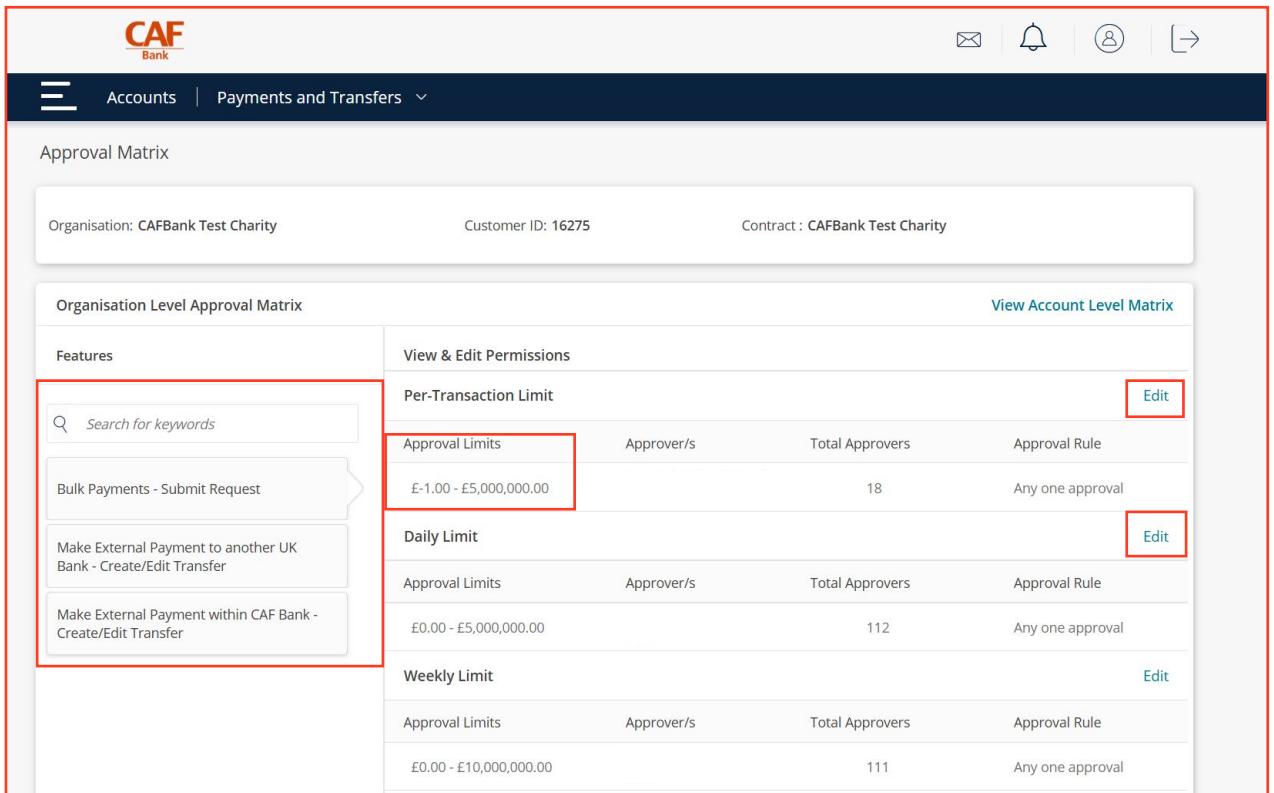 CAF
Bank
Accounts | Payments and Transfers
Approval Matrix
Organisation: CAFBank Test Charity Customer ID: 16275 Contract : CAFBank Test Charity
Organisation Level Approval Matrix View Account Level Matrix
Features
Search for keywords
Bulk Payments - Submit Request
Make External Payment to another UK
Bank - Create/Edit Transfer
Make External Payment within CAF Bank -
Create/Edit Transfer
View & Edit Permissions
Per-Transaction Limit Edit
Approval Limits Approver/s Total Approvers Approval Rule
£-1.00 - £5,000,000.00 18 Any one approval
Daily Limit Edit
Approval Limits Approver/s Total Approvers Approval Rule
£0.00 - £5,000,000.00 112 Any one approval
Weekly Limit Edit
Approval Limits Approver/s Total Approvers Approval Rule
£0.00 - £10,000,000.00 111 Any one approval